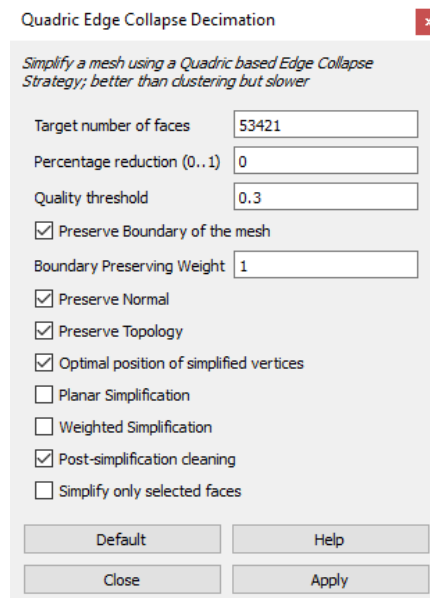 Quadric Edge Collapse Decimation
Simplify a mesh using a Quadric based Edge Collapse
Strategy; better than clustering but slower
Target number of faces 53421
Percentage reduction (0..1) 0
Quality threshold 0.3
Preserve Boundary of the mesh
Boundary Preserving Weight 1
Preserve Normal
Preserve Topology
Optimal position of simplified vertices
Planar Simplification
Weighted Simplification
Post-simplification cleaning
Simplify only selected faces
Default Help
Close Apply